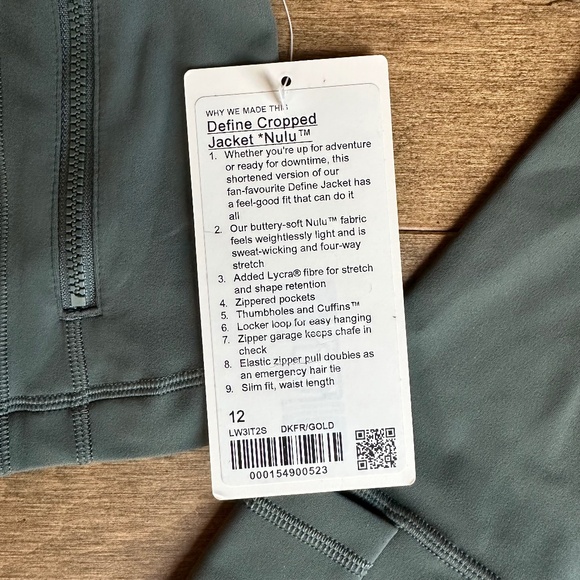 WHY WE MADE THIS
Define Cropped
Jacket *Nulu™
1. Whether you're up for adventure
or ready for downtime, this
shortened version of our
fan-favourite Define Jacket has
a feel-good fit that can do it
all
2. Our buttery-soft Nulu™ fabric
feels weightlessly light and is
sweat-wicking and four-way
stretch
3. Added Lycra® fibre for stretch
and shape retention
4. Zippered pockets
5. Thumbholes and Cuffins™
6. Locker loop for easy hanging
7. Zipper garage keeps chafe in
check
8. Elastic zipper pull doubles as
an emergency hair tie
9. Slim fit, waist length
12
LW3IT2S DKFR/GOLD
000154900523